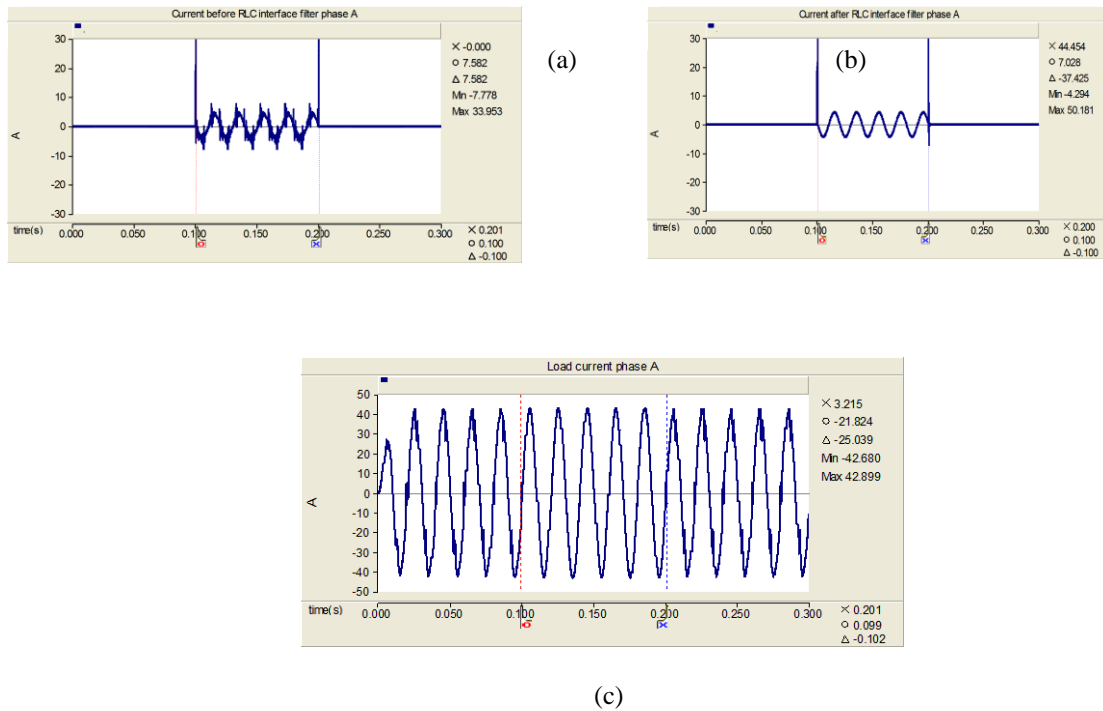 Current before RLC interface filter phase A
30
20
10
0
-10
-20
-30
A
× -0.000
○ 7.582
△ 7.582
Min -7.778
Max 33.953
time(s)
0.000 0.050 0.100 0.150 0.200 0.250 0.300
× 0.201
○ 0.100
△ -0.100
(a)
Current after RLC interface filter phase A
30
20
10
0
-10
-20
-30
A
× 44.454
○ 7.028
△ -37.425
Min -4.294
Max 50.181
time(s)
0.000 0.050 0.100 0.150 0.200 0.250 0.300
× 0.200
○ 0.100
△ -0.100
(b)
Load current phase A
50
40
30
20
10
0
-10
-20
-30
-40
-50
A
× 3.215
○ -21.824
△ -25.039
Min -42.680
Max 42.899
time(s)
0.000 0.050 0.100 0.150 0.200 0.250 0.300
× 0.201
○ 0.099
△ -0.102
(c)